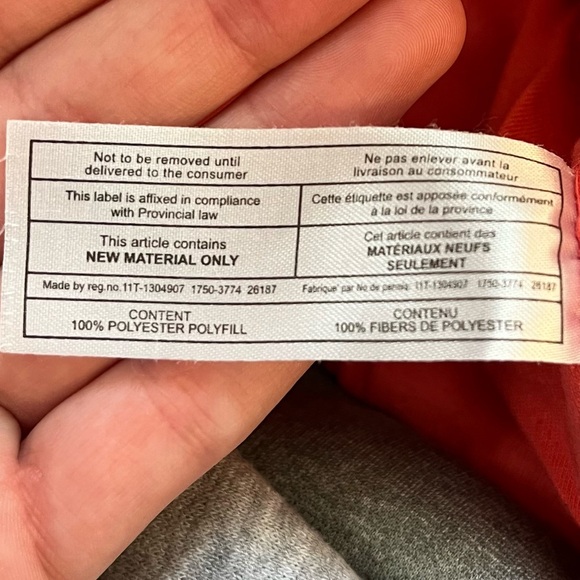 Not to be removed until
delivered to the consumer
Ne pas enlever avant la
livraison au consommateur
This label is affixed in compliance
with Provincial law
Cette étiquette est apposée conformément
à la loi de la province
This article contains
NEW MATERIAL ONLY
Cet article contient des
MATÉRIAUX NEUFS
SEULEMENT
Made by reg.no.11T-1304907 1750-3774 26187
Fabrique' par No de permis. 11T-1304907 1750-3774 26187
CONTENT
100% POLYESTER POLYFILL
CONTENU
100% FIBERS DE POLYESTER